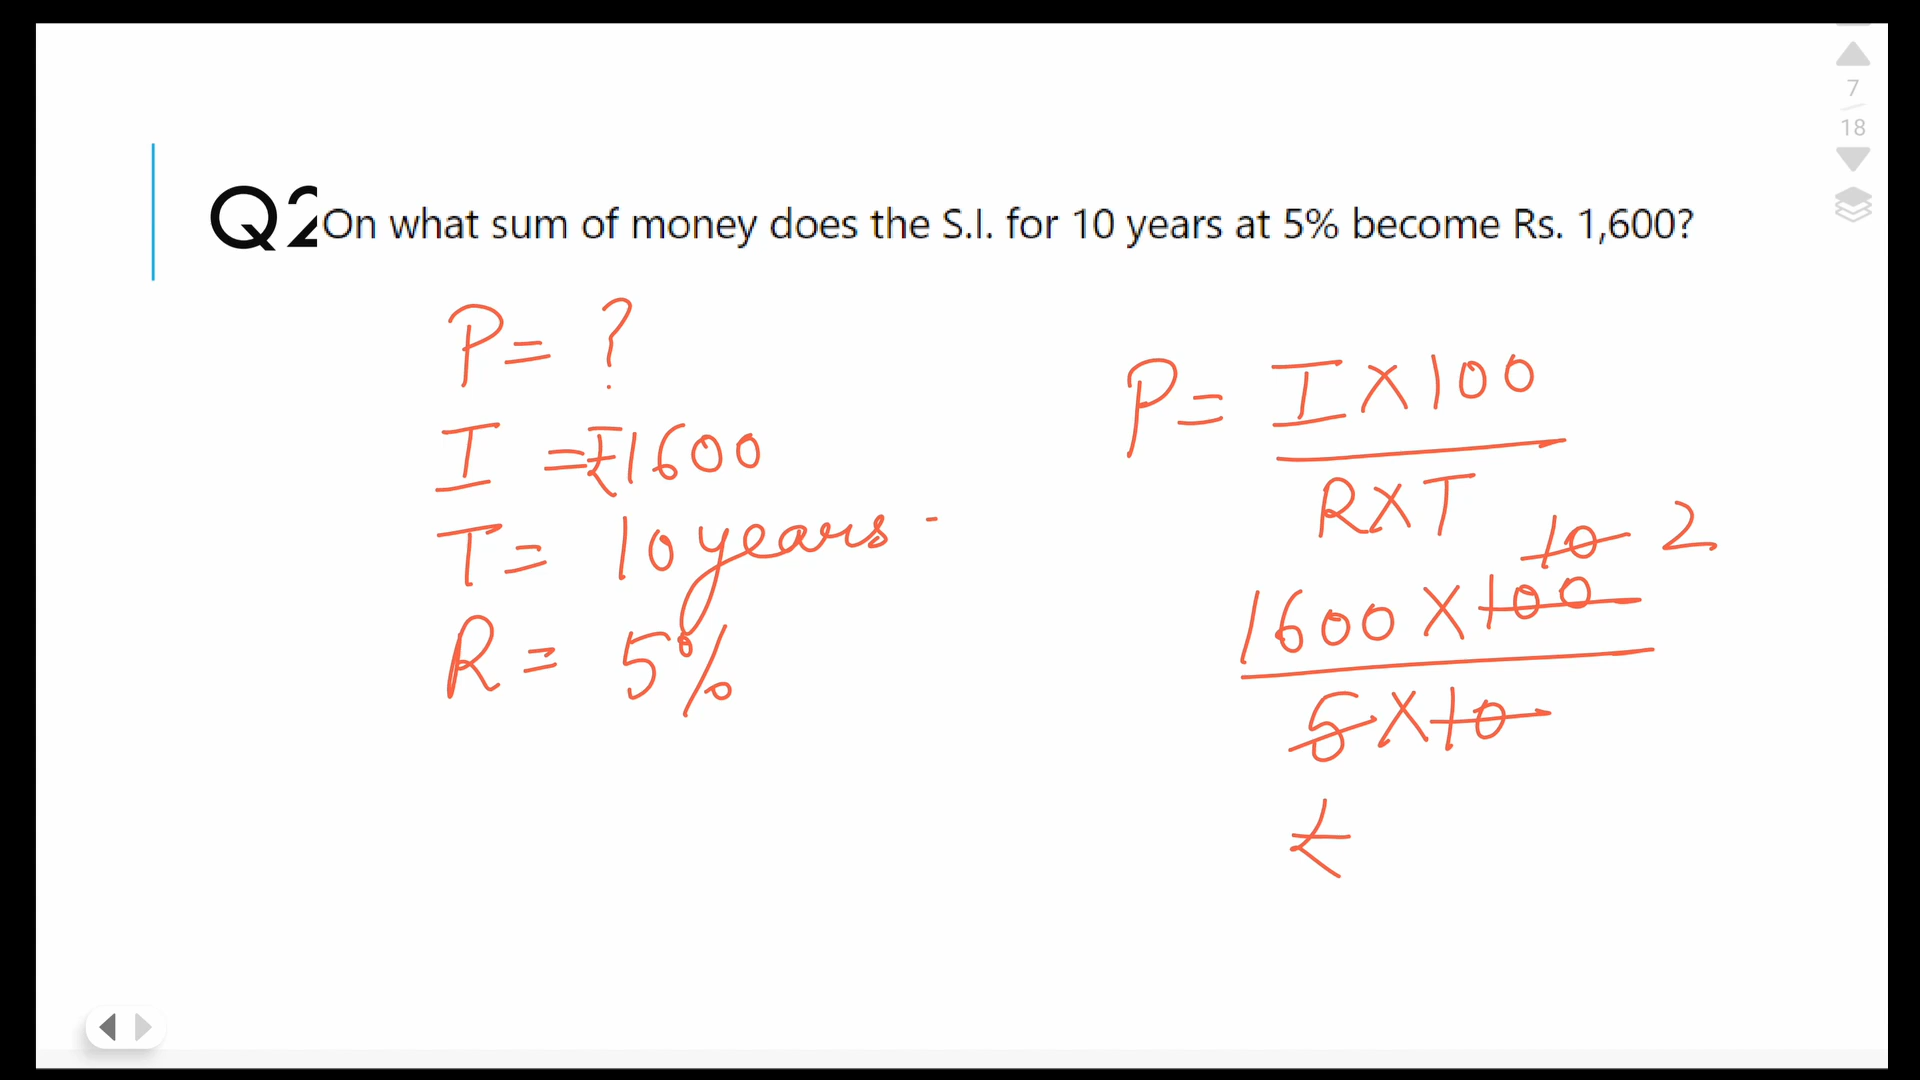 7
18
Q2 On what sum of money does the S.I. for 10 years at 5% become Rs. 1,600?
P = ?
I = ₹1600
T = 10 years -
R = 5%
P = I X 100
R X T
10 2
1600 X 100
5 X 10
₹